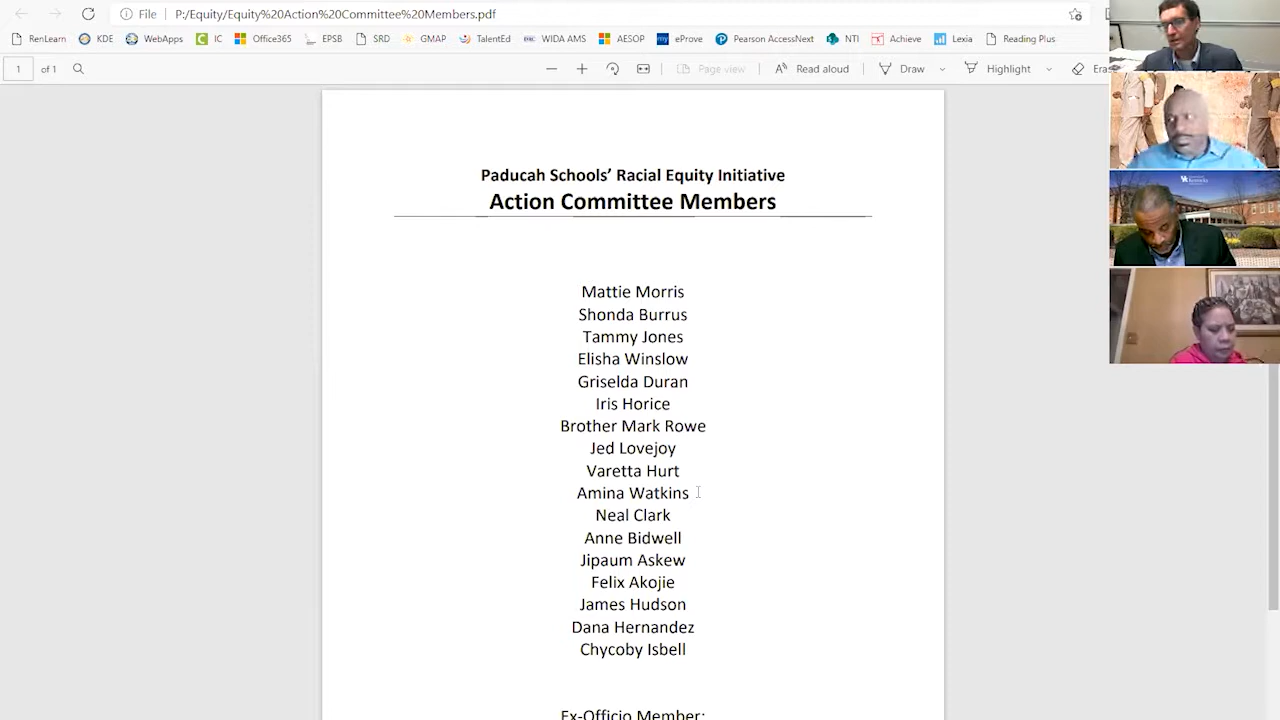 File
P:/Equity/Equity%20Action%20Committee%20Members.pdf
RenLearn KDE WebApps IC Office365 EPSB SRD GMAP TalentEd WIDA AMS AESOP eProve Pearson AccessNext NTI Achieve Lexia Reading Plus
1 of 1 Page view Read aloud Draw Highlight Eras
Paducah Schools' Racial Equity Initiative
Action Committee Members
Mattie Morris
Shonda Burrus
Tammy Jones
Elisha Winslow
Griselda Duran
Iris Horice
Brother Mark Rowe
Jed Lovejoy
Varetta Hurt
Amina Watkins
Neal Clark
Anne Bidwell
Jipaum Askew
Felix Akojie
James Hudson
Dana Hernandez
Chycoby Isbell
Ex-Officio Member: